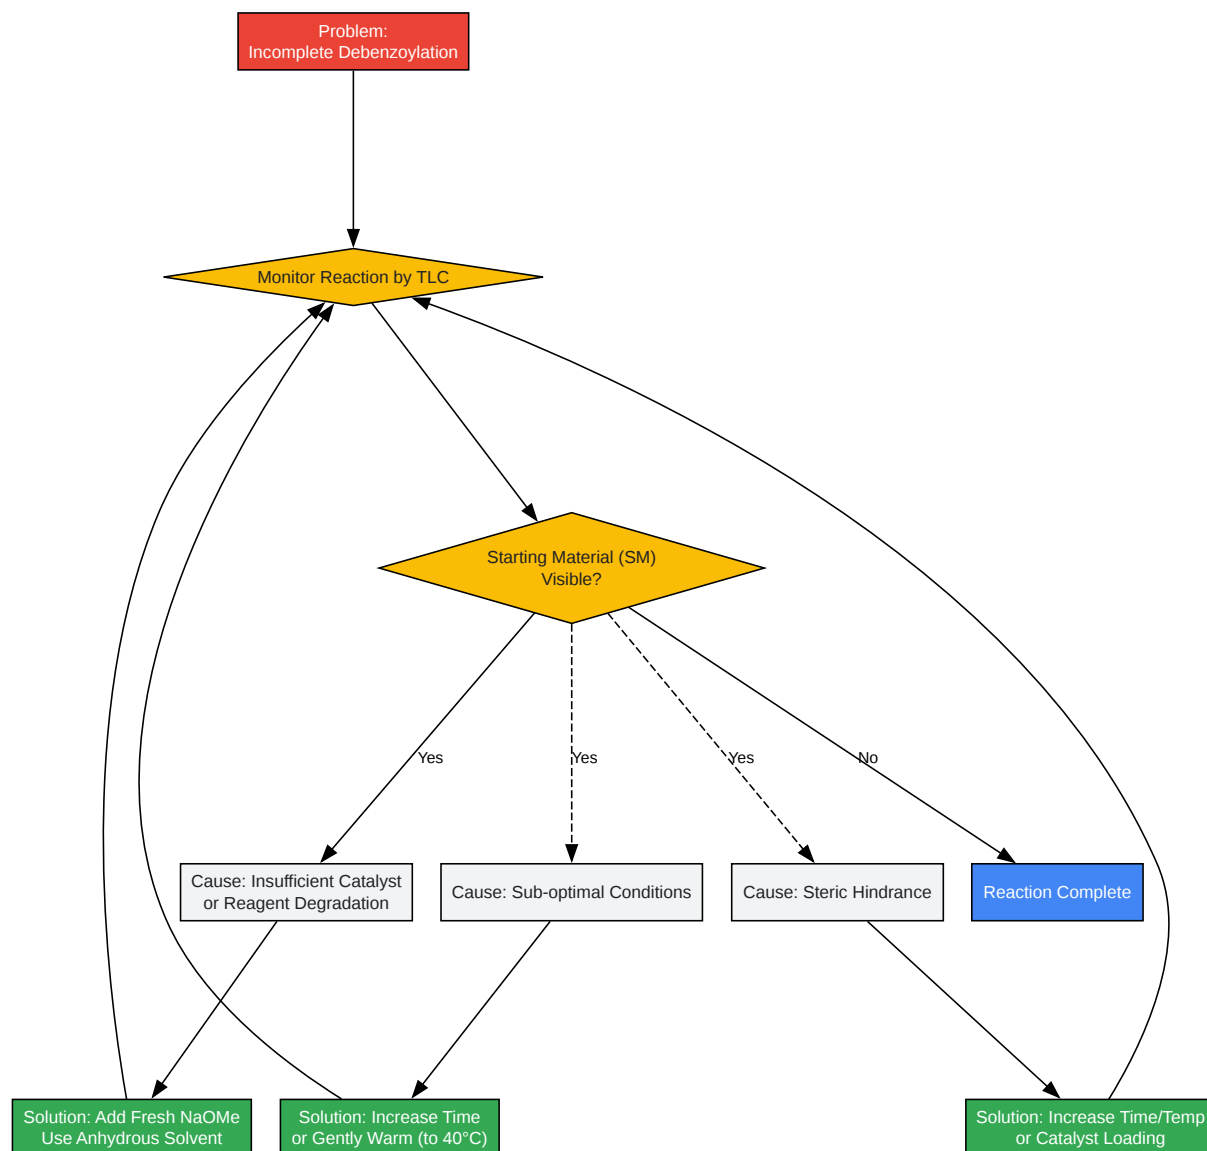 Problem:
Incomplete Debenzoylation
Monitor Reaction by TLC
Starting Material (SM)
Visible?
Yes
Yes
Yes
No
Cause: Insufficient Catalyst
or Reagent Degradation
Cause: Sub-optimal Conditions
Cause: Steric Hindrance
Reaction Complete
Solution: Add Fresh NaOMe
Use Anhydrous Solvent
Solution: Increase Time
or Gently Warm (to 40°C)
Solution: Increase Time/Temp
or Catalyst Loading